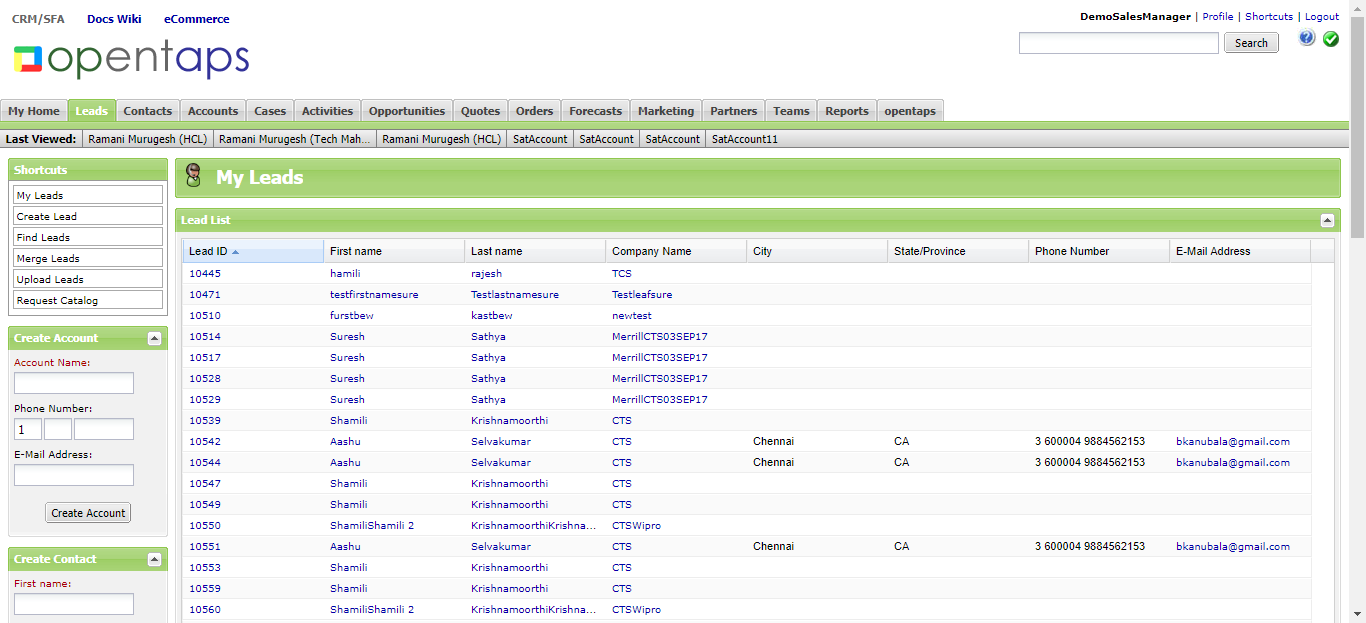 CRM/SFA Docs Wiki eCommerce
DemoSalesManager | Profile | Shortcuts | Logout
opentaps
Search
My Home Leads Contacts Accounts Cases Activities Opportunities Quotes Orders Forecasts Marketing Partners Teams Reports opentaps
Last Viewed: Ramani Murugesh (HCL) Ramani Murugesh (Tech Mah... Ramani Murugesh (HCL) SatAccount SatAccount SatAccount SatAccount11
Shortcuts
My Leads
Create Lead
Find Leads
Merge Leads
Upload Leads
Request Catalog
Create Account
Account Name:
Phone Number:
1
E-Mail Address:
Create Account
Create Contact
First name:
My Leads
Lead List
Lead ID First name Last name Company Name City State/Province Phone Number E-Mail Address
10445 hamili rajesh TCS
10471 testfirstnamesure Testlastnamesure Testleafsure
10510 furstbew kastbew newtest
10514 Suresh Sathya MerrillCTS03SEP17
10517 Suresh Sathya MerrillCTS03SEP17
10528 Suresh Sathya MerrillCTS03SEP17
10529 Suresh Sathya MerrillCTS03SEP17
10539 Shamili Krishnamoorthi CTS
10542 Aashu Selvakumar CTS Chennai CA 3 600004 9884562153 bkanubala@gmail.com
10544 Aashu Selvakumar CTS Chennai CA 3 600004 9884562153 bkanubala@gmail.com
10547 Shamili Krishnamoorthi CTS
10549 Shamili Krishnamoorthi CTS
10550 ShamiliShamili 2 KrishnamoorthiKrishna... CTSWipro
10551 Aashu Selvakumar CTS Chennai CA 3 600004 9884562153 bkanubala@gmail.com
10553 Shamili Krishnamoorthi CTS
10559 Shamili Krishnamoorthi CTS
10560 ShamiliShamili 2 KrishnamoorthiKrishna... CTSWipro